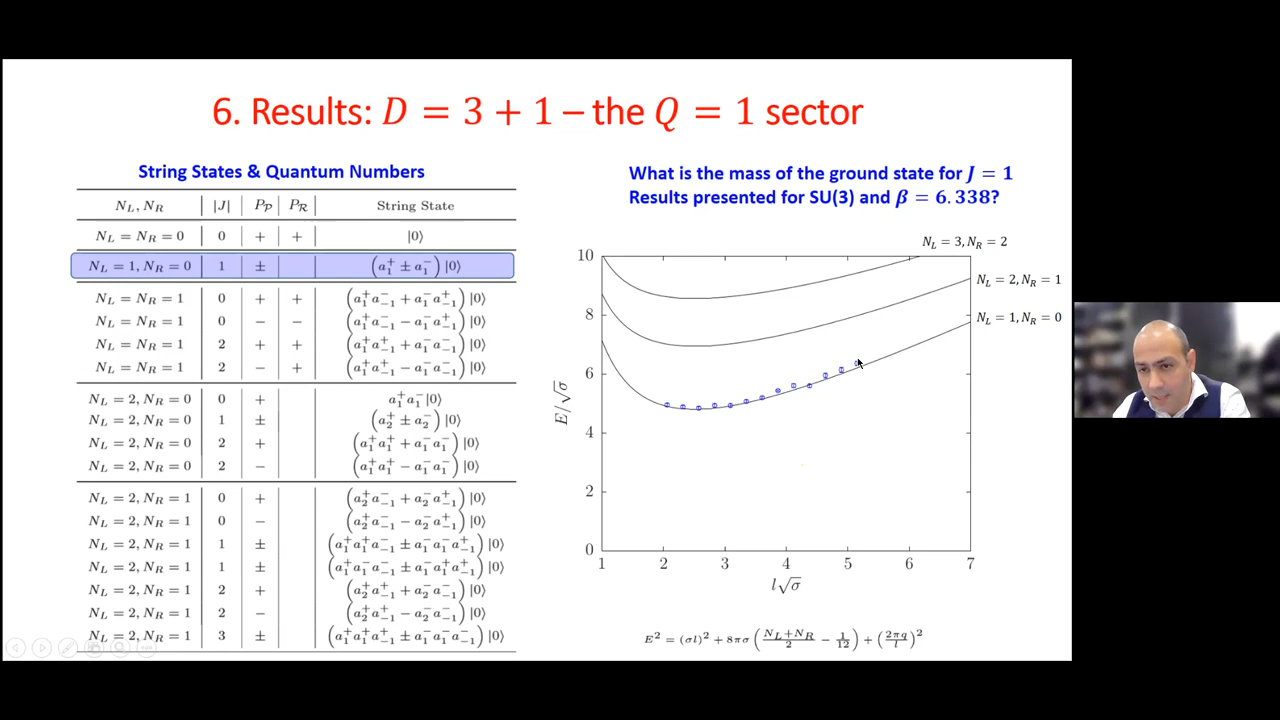 6. Results: D = 3 + 1 – the Q = 1 sector
String States & Quantum Numbers
N_L, N_R |J| P_P P_R String State
N_L = N_R = 0 0 + + |0⟩
N_L = 1, N_R = 0 1 ± (a_1^+ ± a_1^-)|0⟩
N_L = N_R = 1 0 + + (a_1^+ a_{-1}^- + a_1^- a_{-1}^+)|0⟩
N_L = N_R = 1 0 − − (a_1^+ a_{-1}^- − a_1^- a_{-1}^+)|0⟩
N_L = N_R = 1 2 + + (a_1^+ a_{-1}^+ + a_1^- a_{-1}^-)|0⟩
N_L = N_R = 1 2 − + (a_1^+ a_{-1}^+ − a_1^- a_{-1}^-)|0⟩
N_L = 2, N_R = 0 0 + a_1^+ a_1^-|0⟩
N_L = 2, N_R = 0 1 ± (a_2^+ ± a_2^-)|0⟩
N_L = 2, N_R = 0 2 + (a_1^+ a_1^+ + a_1^- a_1^-)|0⟩
N_L = 2, N_R = 0 2 − (a_1^+ a_1^+ − a_1^- a_1^-)|0⟩
N_L = 2, N_R = 1 0 + (a_2^+ a_{-1}^- + a_2^- a_{-1}^+)|0⟩
N_L = 2, N_R = 1 0 − (a_2^+ a_{-1}^- − a_2^- a_{-1}^+)|0⟩
N_L = 2, N_R = 1 1 ± (a_1^+ a_1^+ a_{-1}^- ± a_1^- a_1^- a_{-1}^+)|0⟩
N_L = 2, N_R = 1 1 ± (a_1^+ a_1^- a_{-1}^- ± a_1^- a_1^+ a_{-1}^+)|0⟩
N_L = 2, N_R = 1 2 + (a_2^+ a_{-1}^+ + a_2^- a_{-1}^-)|0⟩
N_L = 2, N_R = 1 2 − (a_2^+ a_{-1}^+ − a_2^- a_{-1}^-)|0⟩
N_L = 2, N_R = 1 3 ± (a_1^+ a_1^+ a_{-1}^+ ± a_1^- a_1^- a_{-1}^-)|0⟩
What is the mass of the ground state for J = 1
Results presented for SU(3) and β = 6.338?
N_L = 3, N_R = 2
N_L = 2, N_R = 1
N_L = 1, N_R = 0
10
8
6
4
2
0
E/√σ
1 2 3 4 5 6 7
l√σ
E^2 = (σl)^2 + 8πσ((N_L+N_R)/2 − 1/12) + (2πq/l)^2